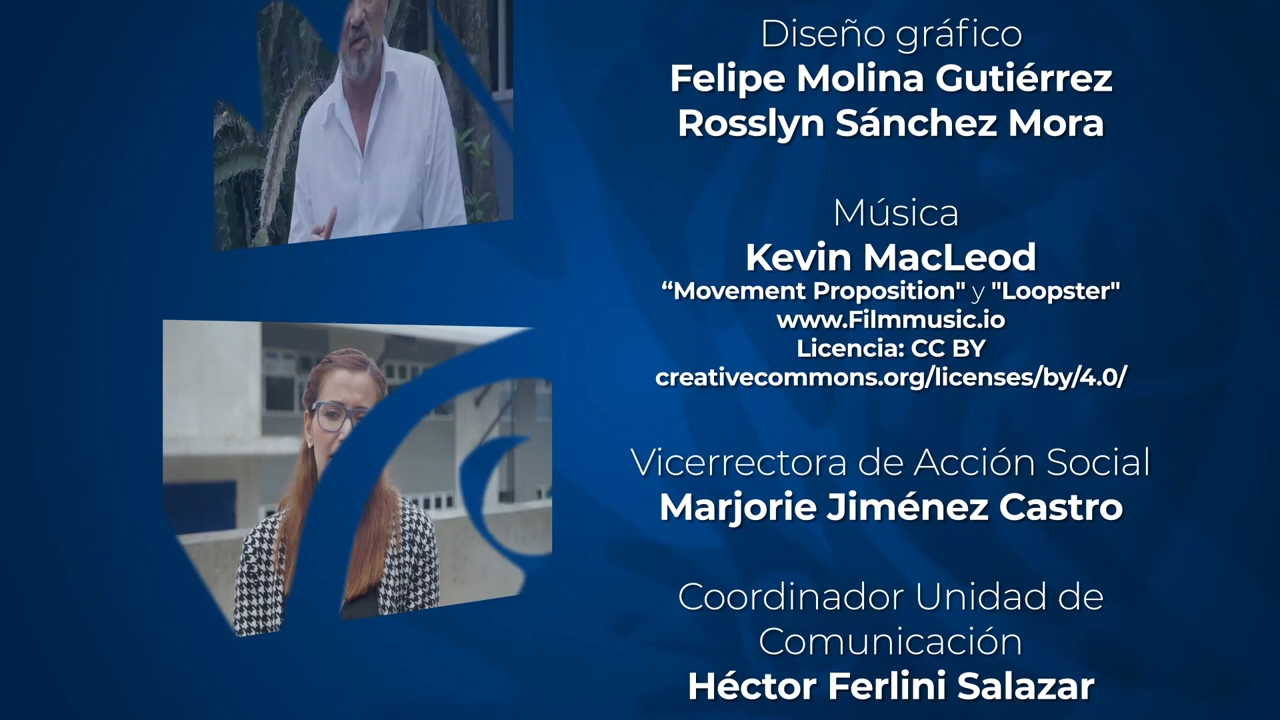 Diseño gráfico
Felipe Molina Gutiérrez
Rosslyn Sánchez Mora
Música
Kevin MacLeod
“Movement Proposition" y "Loopster"
www.Filmmusic.io
Licencia: CC BY
creativecommons.org/licenses/by/4.0/
Vicerrectora de Acción Social
Marjorie Jiménez Castro
Coordinador Unidad de
Comunicación
Héctor Ferlini Salazar